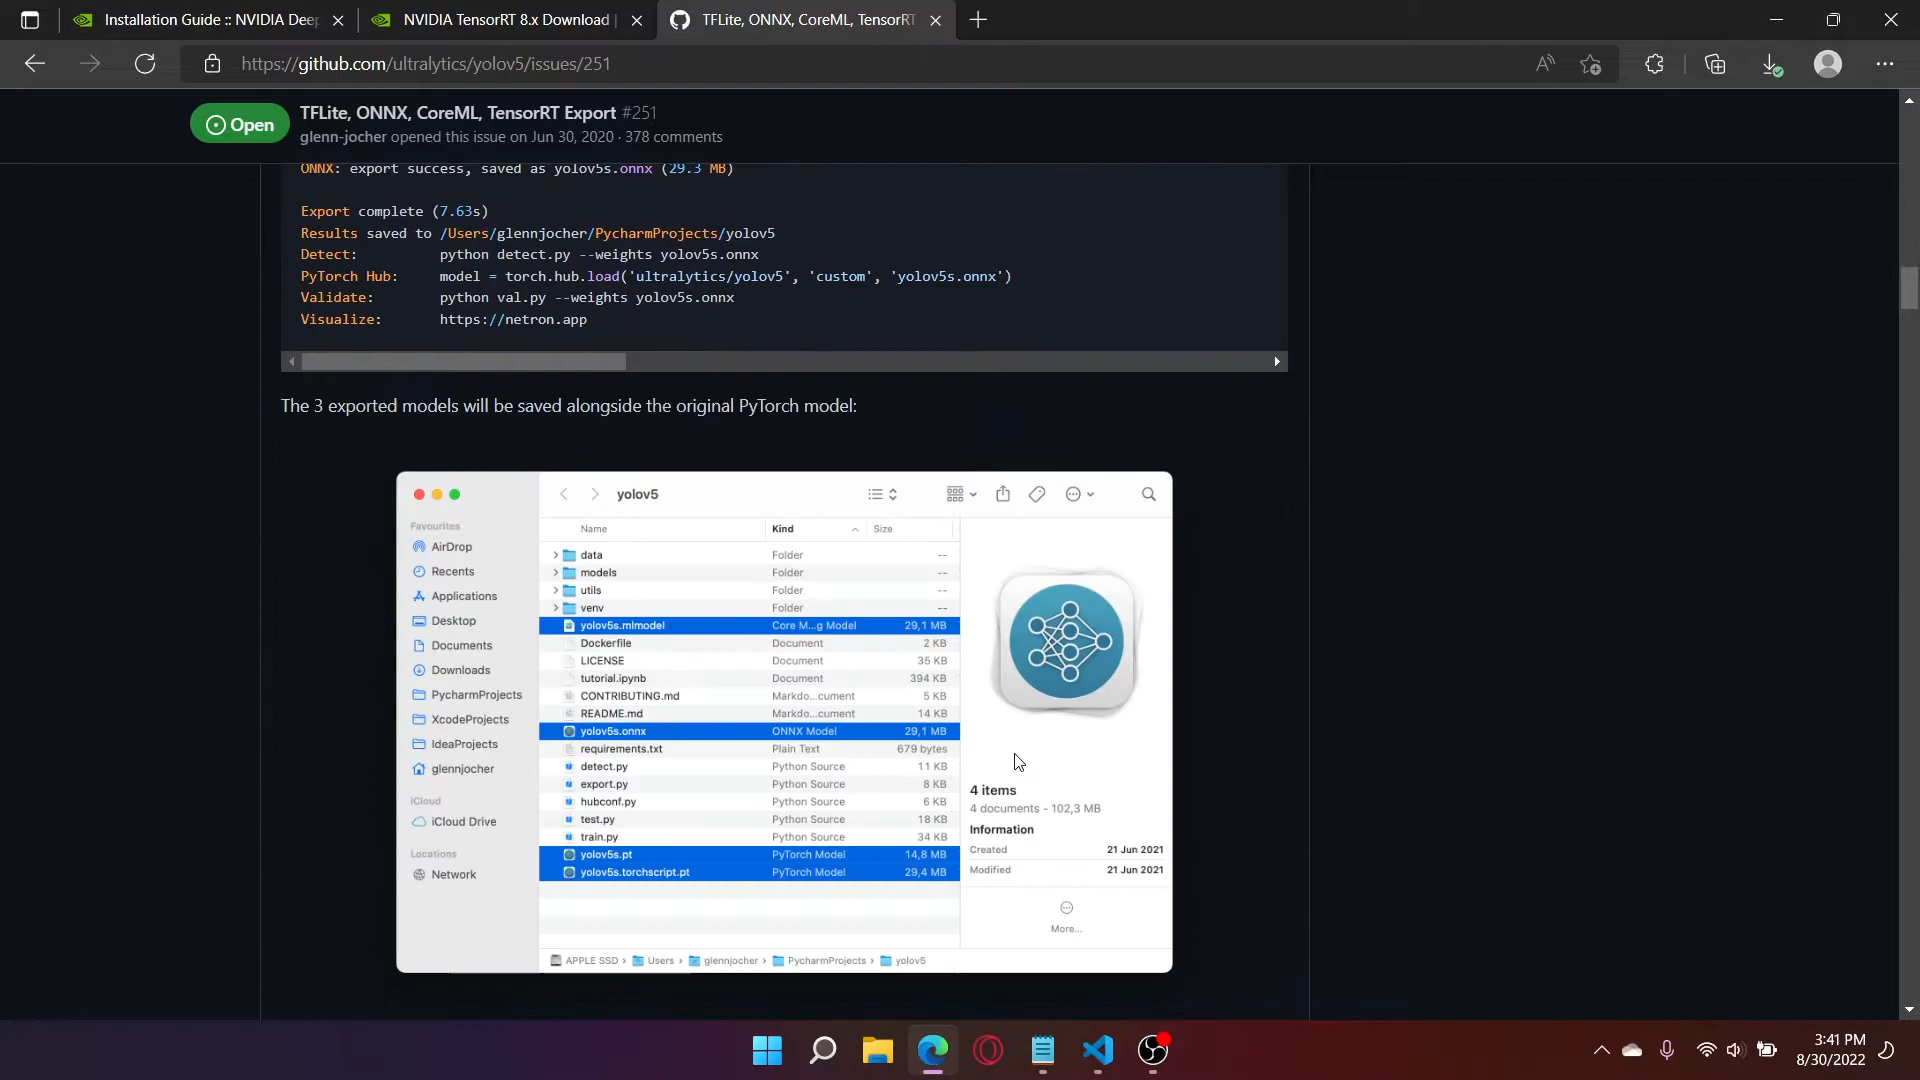 Installation Guide :: NVIDIA Deep
NVIDIA TensorRT 8.x Download |
TFLite, ONNX, CoreML, TensorRT
https://github.com/ultralytics/yolov5/issues/251
Open
TFLite, ONNX, CoreML, TensorRT Export #251
glenn-jocher opened this issue on Jun 30, 2020 · 378 comments
ONNX: export success, saved as yolov5s.onnx (29.3 MB)
Export complete (7.63s)
Results saved to /Users/glennjocher/PycharmProjects/yolov5
Detect: python detect.py --weights yolov5s.onnx
PyTorch Hub: model = torch.hub.load('ultralytics/yolov5', 'custom', 'yolov5s.onnx')
Validate: python val.py --weights yolov5s.onnx
Visualize: https://netron.app
The 3 exported models will be saved alongside the original PyTorch model:
yolov5
Favourites
AirDrop
Recents
Applications
Desktop
Documents
Downloads
PycharmProjects
XcodeProjects
IdeaProjects
glennjocher
iCloud
iCloud Drive
Locations
Network
Name Kind Size
data Folder --
models Folder --
utils Folder --
venv Folder --
yolov5s.mlmodel Core M...g Model 29,1 MB
Dockerfile Document 2 KB
LICENSE Document 35 KB
tutorial.ipynb Document 394 KB
CONTRIBUTING.md Markdo...cument 5 KB
README.md Markdo...cument 14 KB
yolov5s.onnx ONNX Model 29,1 MB
requirements.txt Plain Text 679 bytes
detect.py Python Source 11 KB
export.py Python Source 8 KB
hubconf.py Python Source 6 KB
test.py Python Source 18 KB
train.py Python Source 34 KB
yolov5s.pt PyTorch Model 14,8 MB
yolov5s.torchscript.pt PyTorch Model 29,4 MB
4 items
4 documents - 102,3 MB
Information
Created 21 Jun 2021
Modified 21 Jun 2021
More...
APPLE SSD › Users › glennjocher › PycharmProjects › yolov5
3:41 PM
8/30/2022